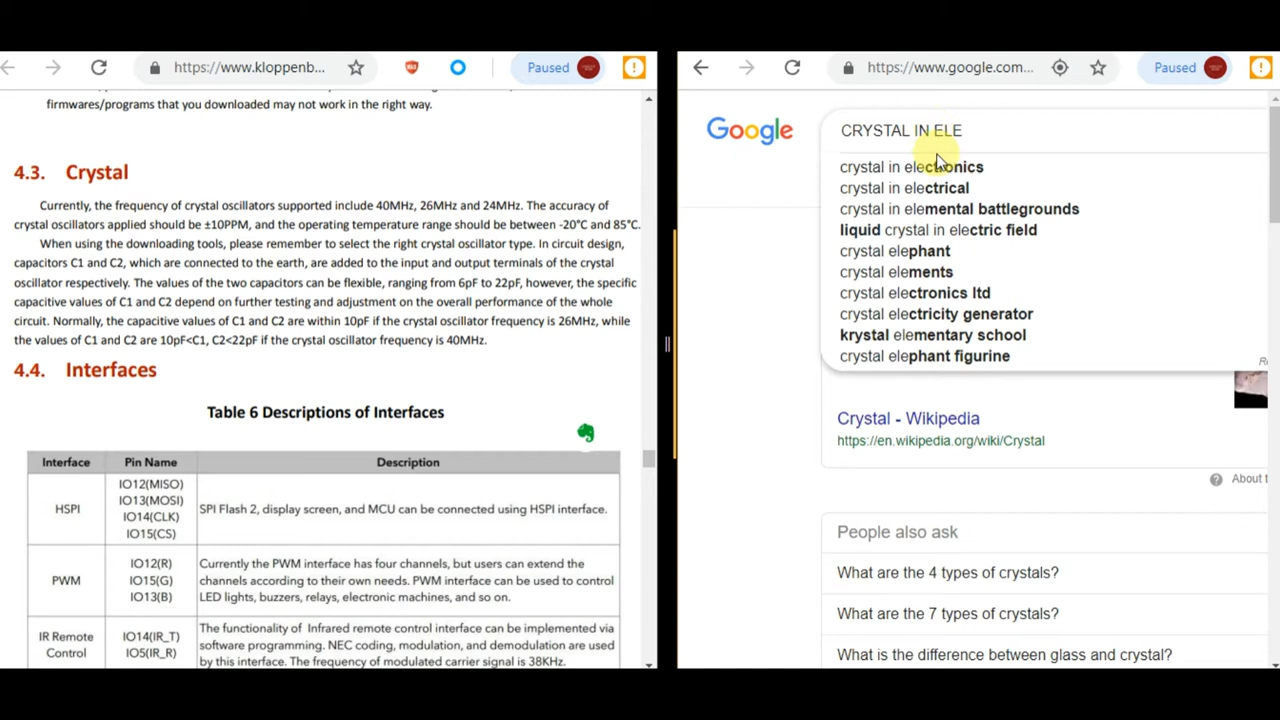 https://www.kloppenb...
Paused
firmwares/programs that you downloaded may not work in the right way.
4.3. Crystal
Currently, the frequency of crystal oscillators supported include 40MHz, 26MHz and 24MHz. The accuracy of
crystal oscillators applied should be ±10PPM, and the operating temperature range should be between -20°C and 85°C.
When using the downloading tools, please remember to select the right crystal oscillator type. In circuit design,
capacitors C1 and C2, which are connected to the earth, are added to the input and output terminals of the crystal
oscillator respectively. The values of the two capacitors can be flexible, ranging from 6pF to 22pF, however, the specific
capacitive values of C1 and C2 depend on further testing and adjustment on the overall performance of the whole
circuit. Normally, the capacitive values of C1 and C2 are within 10pF if the crystal oscillator frequency is 26MHz, while
the values of C1 and C2 are 10pF<C1, C2<22pF if the crystal oscillator frequency is 40MHz.
4.4. Interfaces
Table 6 Descriptions of Interfaces
Interface Pin Name Description
HSPI
IO12(MISO)
IO13(MOSI)
IO14(CLK)
IO15(CS)
SPI Flash 2, display screen, and MCU can be connected using HSPI interface.
PWM
IO12(R)
IO15(G)
IO13(B)
Currently the PWM interface has four channels, but users can extend the
channels according to their own needs. PWM interface can be used to control
LED lights, buzzers, relays, electronic machines, and so on.
IR Remote
Control
IO14(IR_T)
IO5(IR_R)
The functionality of Infrared remote control interface can be implemented via
software programming. NEC coding, modulation, and demodulation are used
by this interface. The frequency of modulated carrier signal is 38KHz.
https://www.google.com...
Paused
Google
CRYSTAL IN ELE
crystal in electronics
crystal in electrical
crystal in elemental battlegrounds
liquid crystal in electric field
crystal elephant
crystal elements
crystal electronics ltd
crystal electricity generator
krystal elementary school
crystal elephant figurine
Crystal - Wikipedia
https://en.wikipedia.org/wiki/Crystal
About t
People also ask
What are the 4 types of crystals?
What are the 7 types of crystals?
What is the difference between glass and crystal?